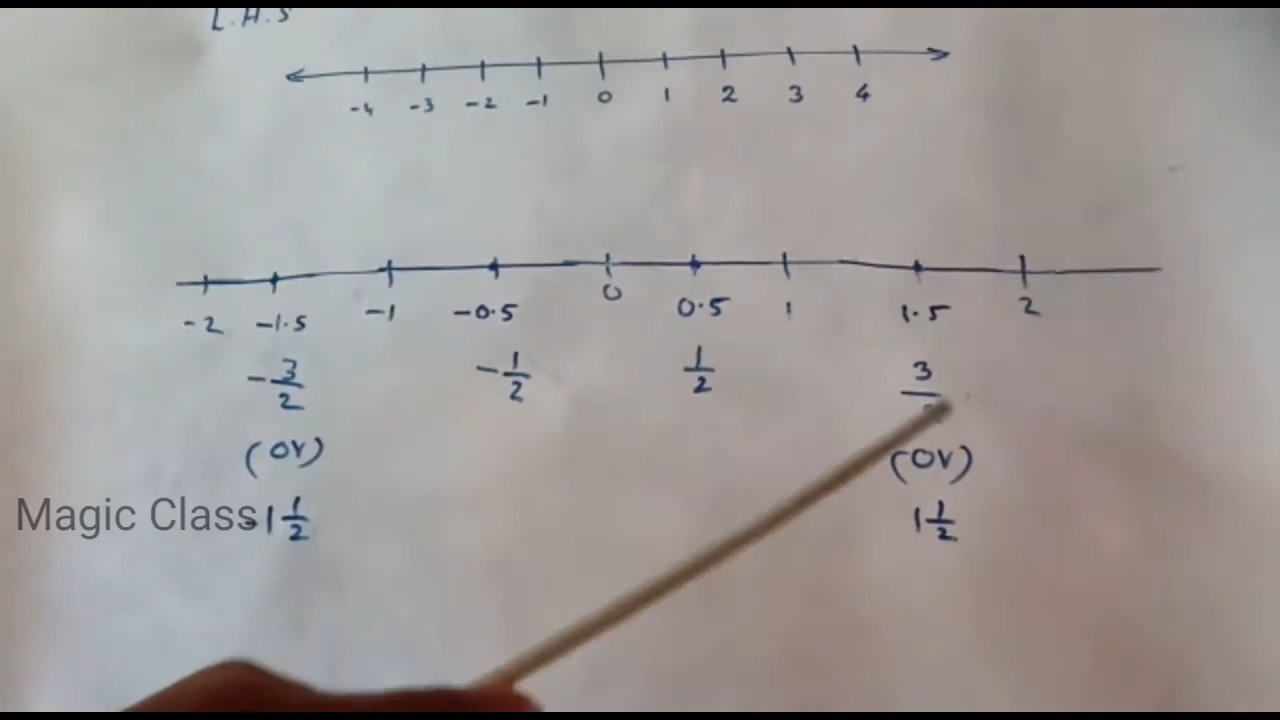 L.H.S
-4 -3 -2 -1 0 1 2 3 4
-2 -1.5 -1 -0.5 0 0.5 1 1.5 2
-3/2 -1/2 1/2 3/
(or) (or)
-1 1/2 1 1/2
Magic Class